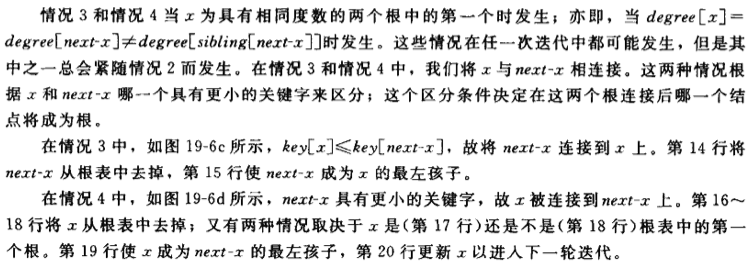 情况 3 和情况 4 当 x 为具有相同度数的两个根中的第一个时发生；亦即，当 degree[x]=
degree[next-x]≠degree[sibling[next-x]]时发生。这些情况在任一次迭代中都可能发生，但是其
中之一总会紧随情况 2 而发生。在情况 3 和情况 4 中，我们将 x 与 next-x 相连接。这两种情况根
据 x 和 next-x 哪一个具有更小的关键字来区分；这个区分条件决定在这两个根连接后哪一个结
点将成为根。
在情况 3 中，如图 19-6c 所示，key[x]≤key[next-x]，故将 next-x 连接到 x 上。第 14 行将
next-x 从根表中去掉，第 15 行使 next-x 成为 x 的最左孩子。
在情况 4 中，如图 19-6d 所示，next-x 具有更小的关键字，故 x 被连接到 next-x 上。第 16～
18 行将 x 从根表中去掉；又有两种情况取决于 x 是(第 17 行)还是不是(第 18 行)根表中的第一
个根。第 19 行使 x 成为 next-x 的最左孩子，第 20 行更新 x 以进入下一轮迭代。